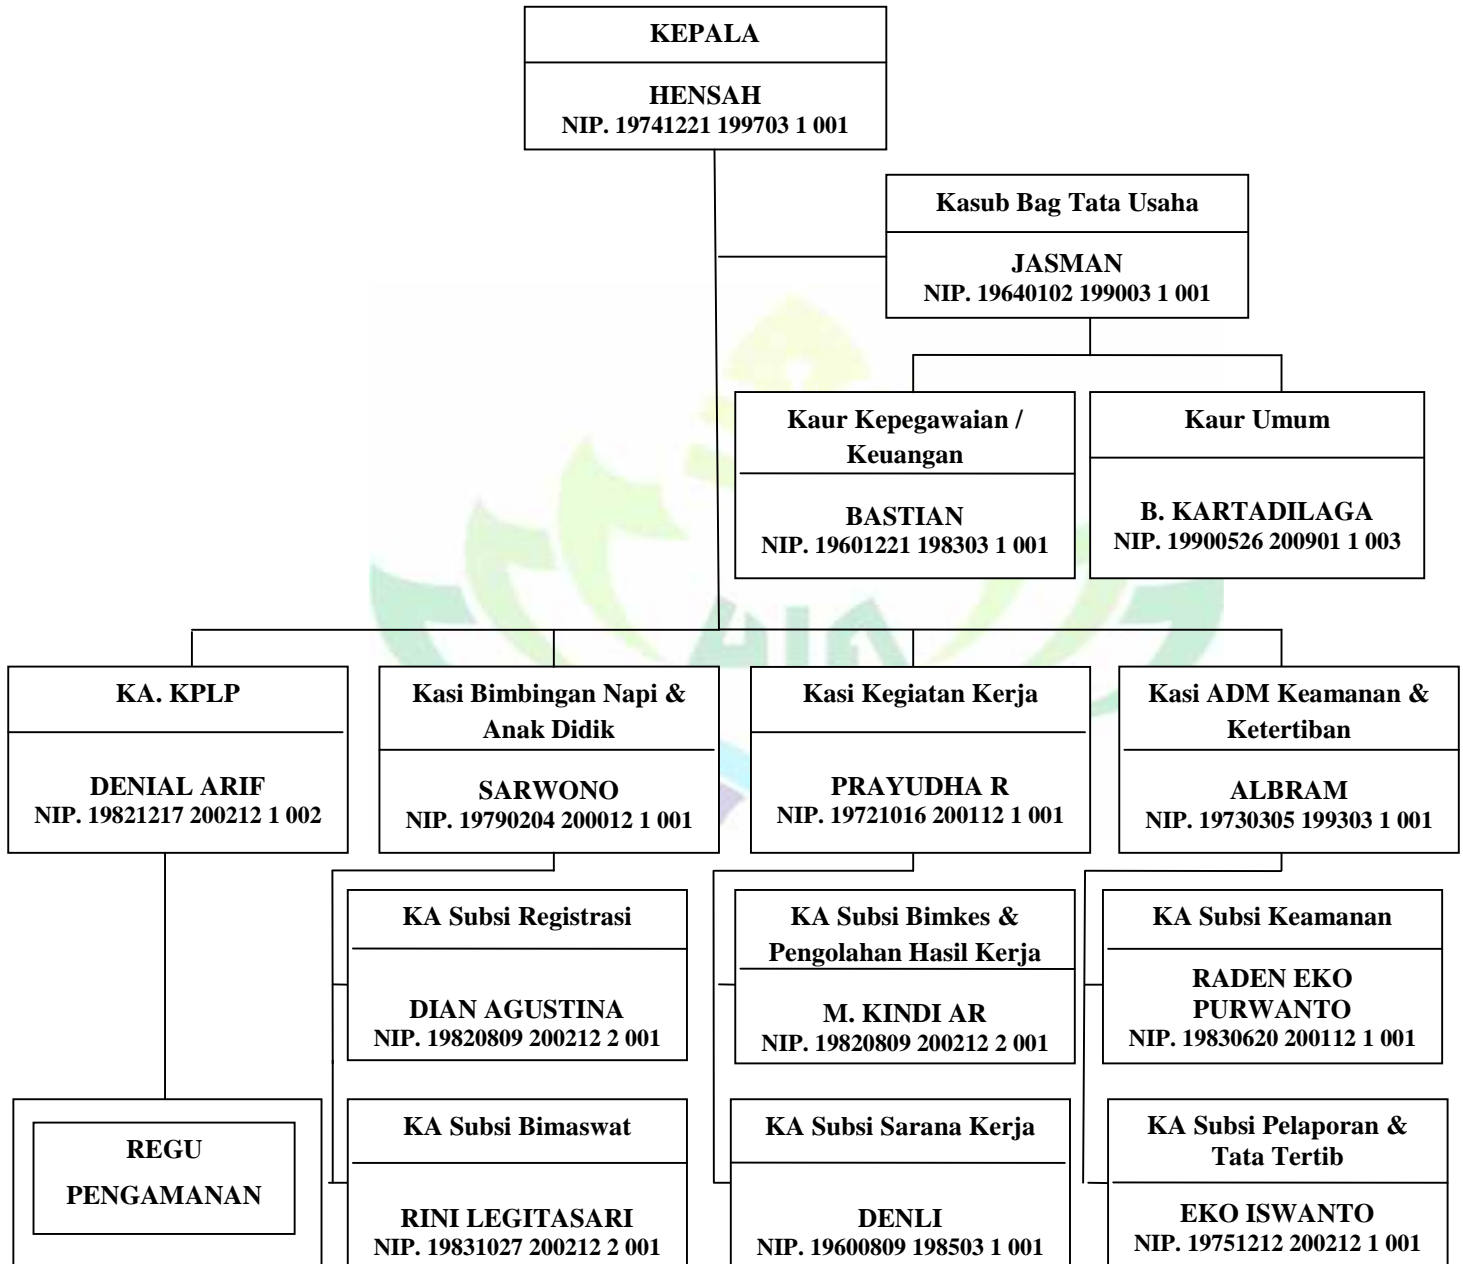 KEPALA
HENSAH
NIP. 19741221 199703 1 001
Kasub Bag Tata Usaha
JASMAN
NIP. 19640102 199003 1 001
Kaur Kepegawaian /
Keuangan
BASTIAN
NIP. 19601221 198303 1 001
Kaur Umum
B. KARTADILAGA
NIP. 19900526 200901 1 003
KA. KPLP
DENIAL ARIF
NIP. 19821217 200212 1 002
Kasi Bimbingan Napi &
Anak Didik
SARWONO
NIP. 19790204 200012 1 001
Kasi Kegiatan Kerja
PRAYUDHA R
NIP. 19721016 200112 1 001
Kasi ADM Keamanan &
Ketertiban
ALBRAM
NIP. 19730305 199303 1 001
KA Subsi Registrasi
DIAN AGUSTINA
NIP. 19820809 200212 2 001
KA Subsi Bimkes &
Pengolahan Hasil Kerja
M. KINDI AR
NIP. 19820809 200212 2 001
KA Subsi Keamanan
RADEN EKO
PURWANTO
NIP. 19830620 200112 1 001
REGU
PENGAMANAN
KA Subsi Bimaswat
RINI LEGITASARI
NIP. 19831027 200212 2 001
KA Subsi Sarana Kerja
DENLI
NIP. 19600809 198503 1 001
KA Subsi Pelaporan &
Tata Tertib
EKO ISWANTO
NIP. 19751212 200212 1 001